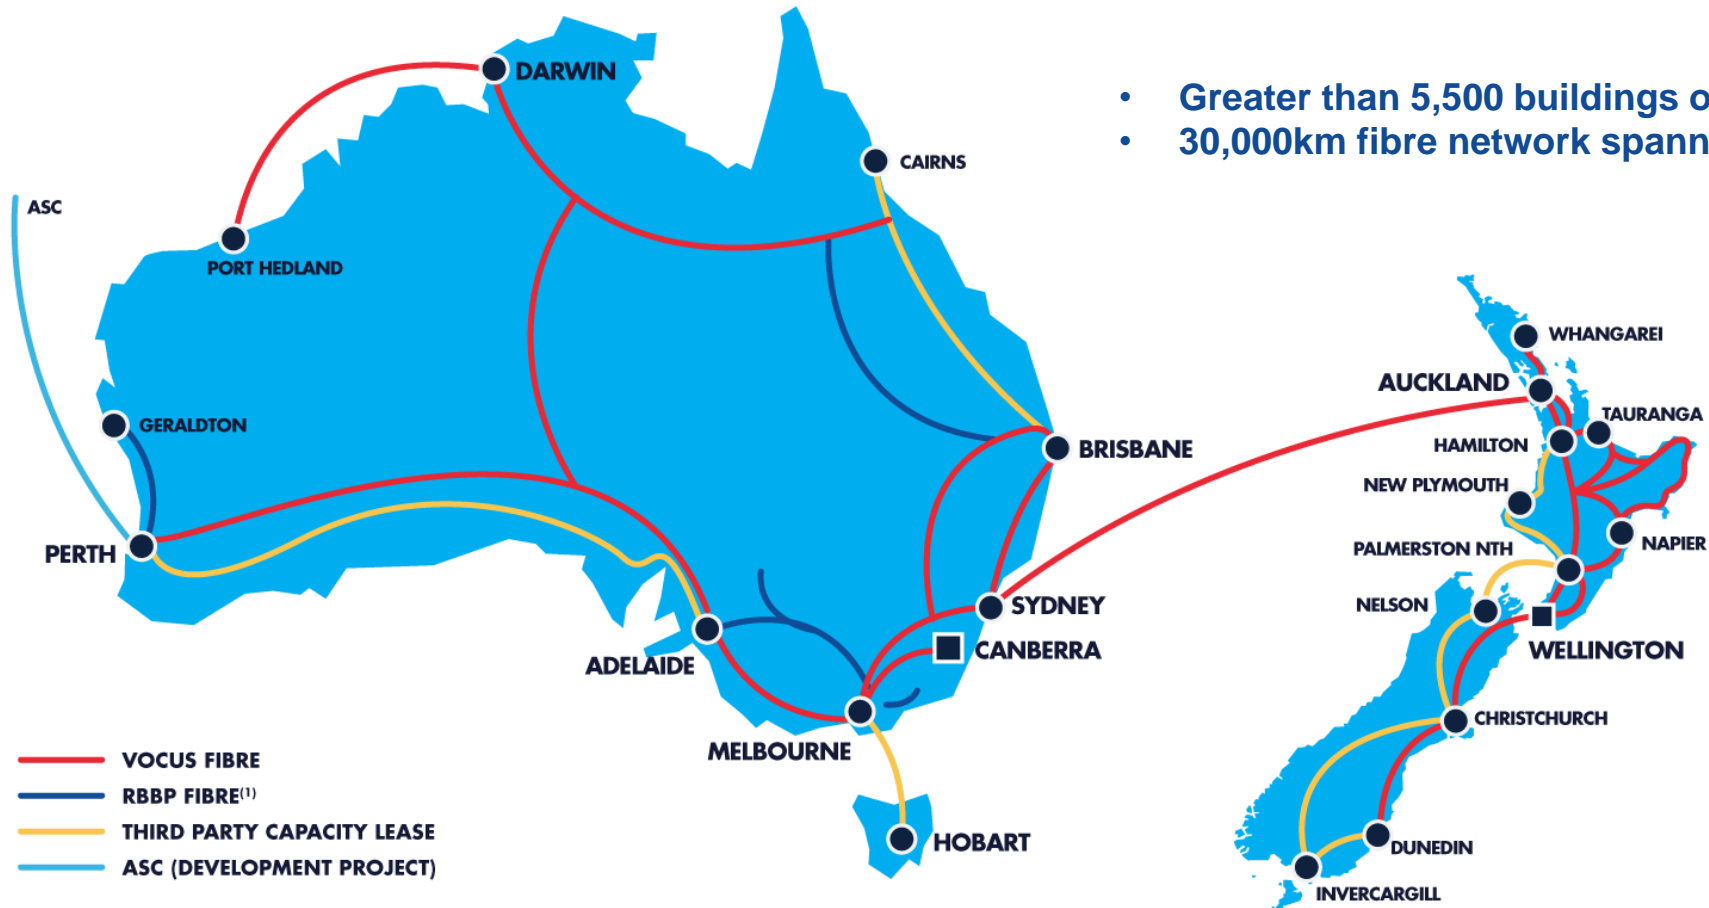 • Greater than 5,500 buildings
• 30,000km fibre network
DARWIN
CAIRNS
ASC
PORT HEDLAND
GERALDTON
PERTH
BRISBANE
SYDNEY
CANBERRA
ADELAIDE
MELBOURNE
HOBART
WHANGAREI
AUCKLAND
TAURANGA
HAMILTON
NEW PLYMOUTH
NAPIER
PALMERSTON NTH
NELSON
WELLINGTON
CHRISTCHURCH
DUNEDIN
INVERCARGILL
VOCUS FIBRE
RBBP FIBRE(1)
THIRD PARTY CAPACITY LEASE
ASC (DEVELOPMENT PROJECT)